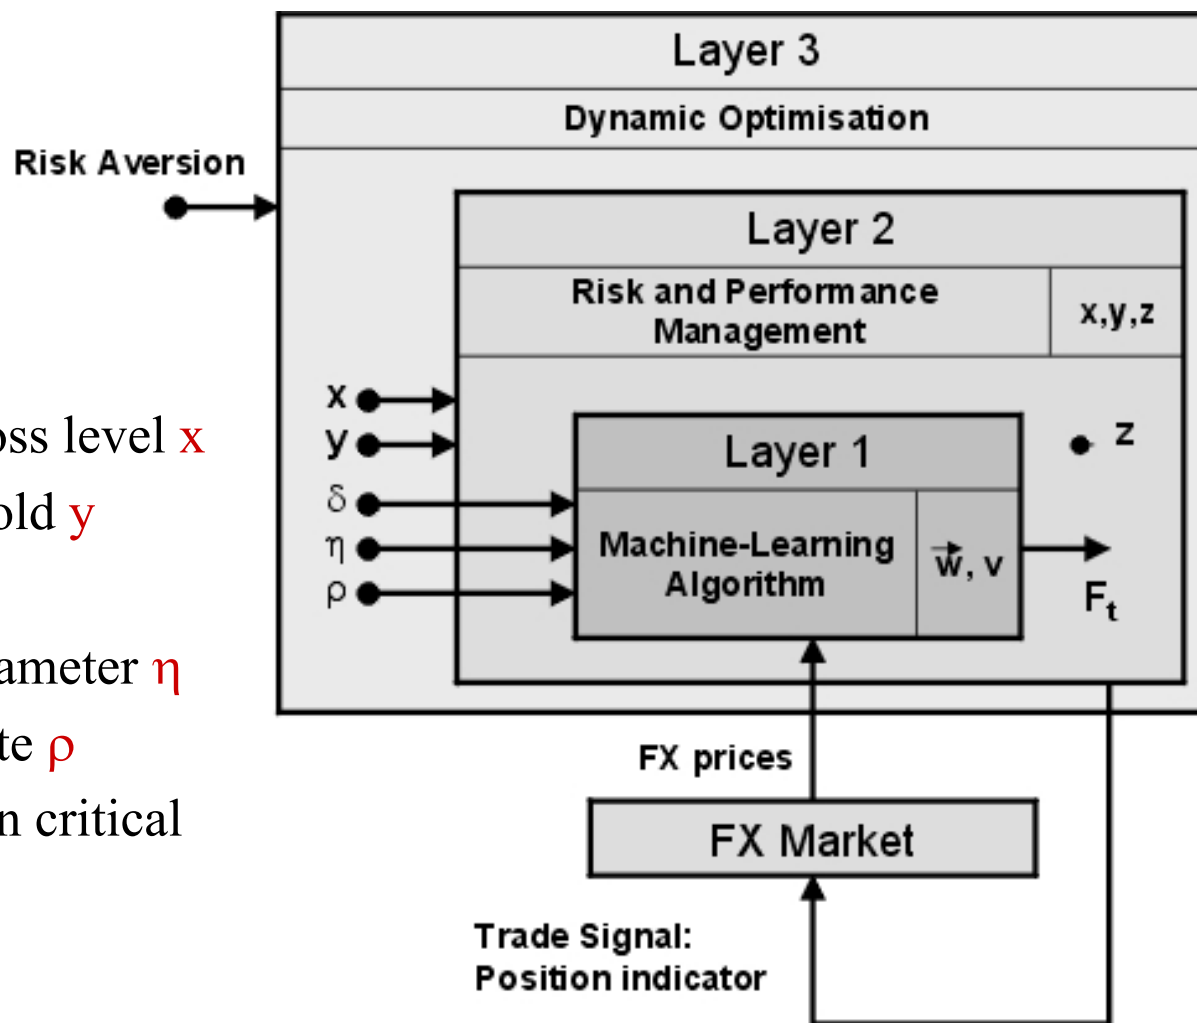 Layer 3
Dynamic Optimisation
Risk Aversion
Layer 2
Risk and Performance
Management
x,y,z
x
y
δ
η
ρ
Layer 1
Machine-Learning
Algorithm
w, v
z
Ft
oss level x
old y
ameter η
te ρ
n critical
FX prices
FX Market
Trade Signal:
Position indicator